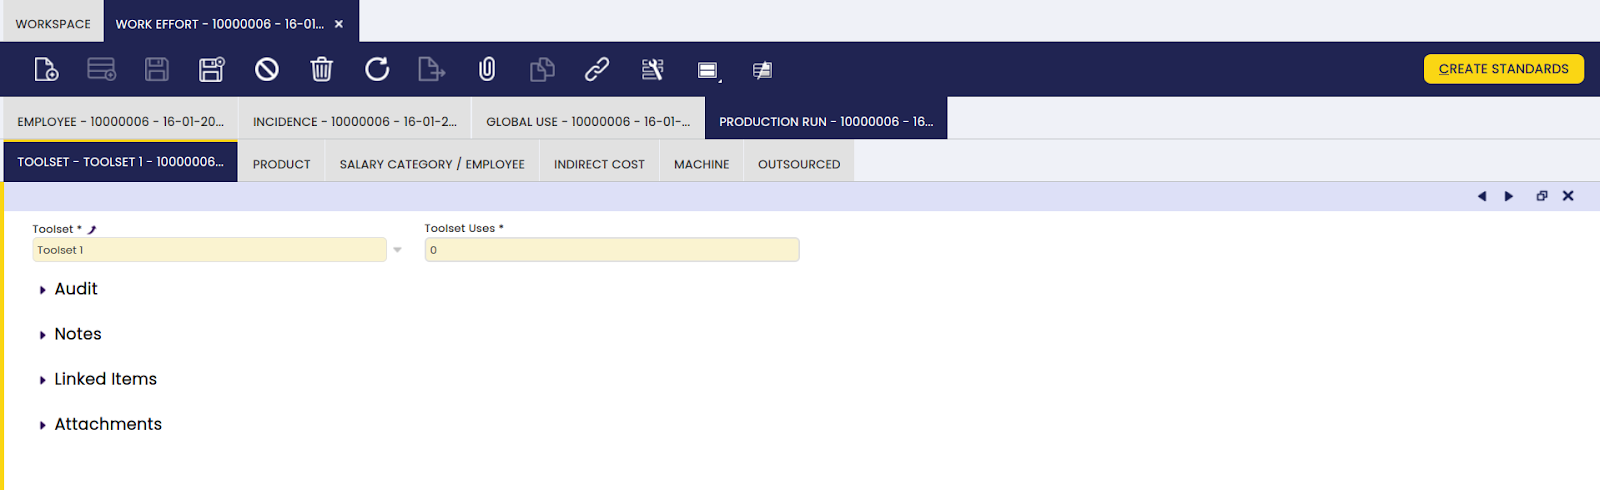 WORKSPACE
WORK EFFORT - 10000006 - 16-01...
CREATE STANDARDS
EMPLOYEE - 10000006 - 16-01-20...
INCIDENCE - 10000006 - 16-01-2...
GLOBAL USE - 10000006 - 16-01-...
PRODUCTION RUN - 10000006 - 16...
TOOLSET - TOOLSET 1 - 10000006...
PRODUCT
SALARY CATEGORY / EMPLOYEE
INDIRECT COST
MACHINE
OUTSOURCED
Toolset *
Toolset Uses *
Toolset 1
0
Audit
Notes
Linked Items
Attachments